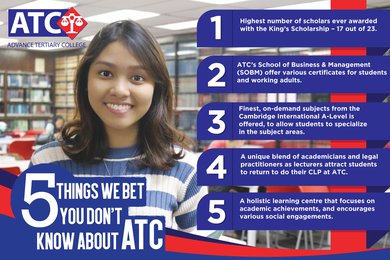 ATC
ADVANCE TERTIARY COLLEGE
5 THINGS WE BET
YOU DON'T
KNOW ABOUT ATC
1
Highest number of scholars ever awarded
with the King's Scholarship – 17 out of 23.
2
ATC's School of Business & Management
(SOBM) offer various certificates for students
and working adults.
3
Finest, on-demand subjects from the
Cambridge International A-Level is
offered, to allow students to specialize
in the subject areas.
4
A unique blend of academicians and legal
practitioners as lecturers attract students
to return to do their CLP at ATC.
5
A holistic learning centre that focuses on
academic achievements, and encourages
various social engagements.